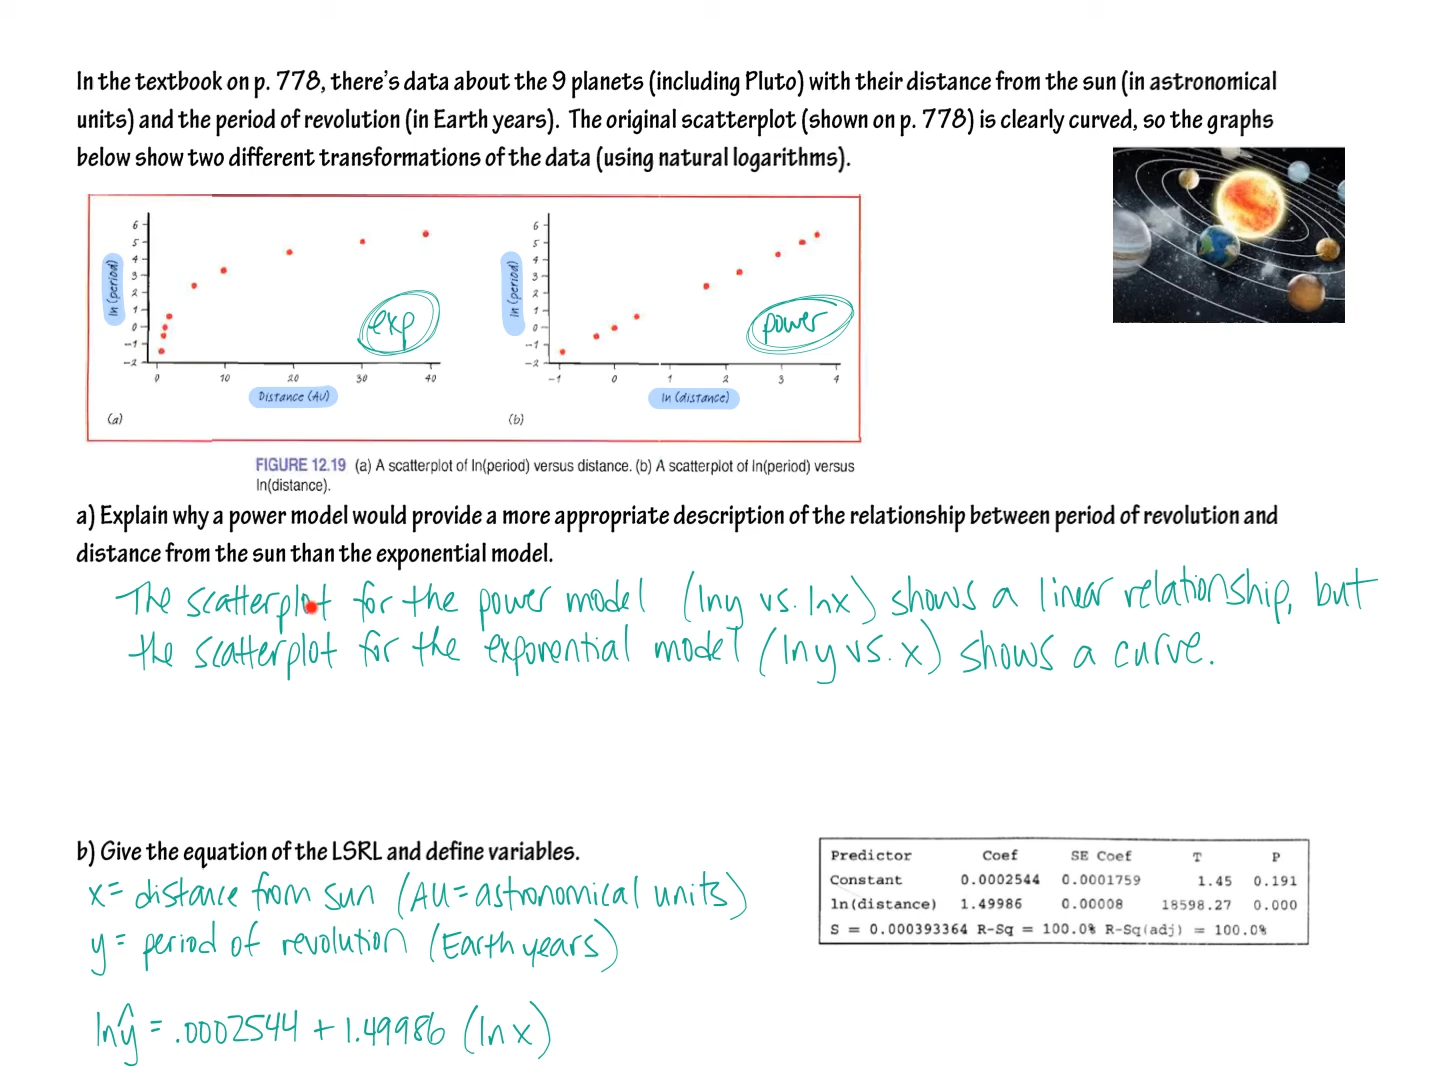 In the textbook on p. 778, there's data about the 9 planets (including Pluto) with their distance from the sun (in astronomical
units) and the period of revolution (in Earth years). The original scatterplot (shown on p. 778) is clearly curved, so the graphs
below show two different transformations of the data (using natural logarithms).
6
5
4
3
2
1
0
-1
-2
ln (period)
exp
0 10 20 30 40
Distance (AU)
(a)
6
5
4
3
2
1
0
-1
-2
ln (period)
power
-1 0 1 2 3 4
ln (distance)
(b)
FIGURE 12.19 (a) A scatterplot of ln(period) versus distance. (b) A scatterplot of ln(period) versus
ln(distance).
a) Explain why a power model would provide a more appropriate description of the relationship between period of revolution and
distance from the sun than the exponential model.
The scatterplot for the power model (lny vs. lnx) shows a linear relationship, but
the scatterplot for the exponential model (lny vs. x) shows a curve.
b) Give the equation of the LSRL and define variables.
x = distance from sun (AU = astronomical units)
y = period of revolution (Earth years)
ln ŷ = .0002544 + 1.49986 (ln x)
Predictor Coef SE Coef T P
Constant 0.0002544 0.0001759 1.45 0.191
ln(distance) 1.49986 0.00008 18598.27 0.000
S = 0.000393364 R-Sq = 100.0% R-Sq(adj) = 100.0%